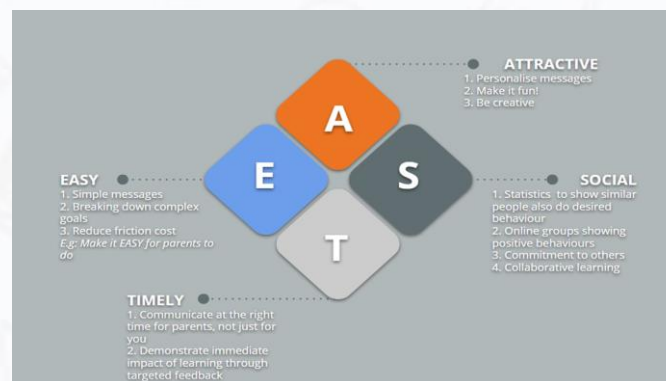 ATTRACTIVE
1. Personalise messages
2. Make it fun!
3. Be creative
A
E
S
T
EASY
1. Simple messages
2. Breaking down complex
goals
3. Reduce friction cost
E.g: Make it EASY for parents to
do
SOCIAL
1. Statistics to show similar
people also do desired
behaviour
2. Online groups showing
positive behaviours
3. Commitment to others
4. Collaborative learning
TIMELY
1. Communicate at the right
time for parents, not just for
you
2. Demonstrate immediate
impact of learning through
targeted feedback